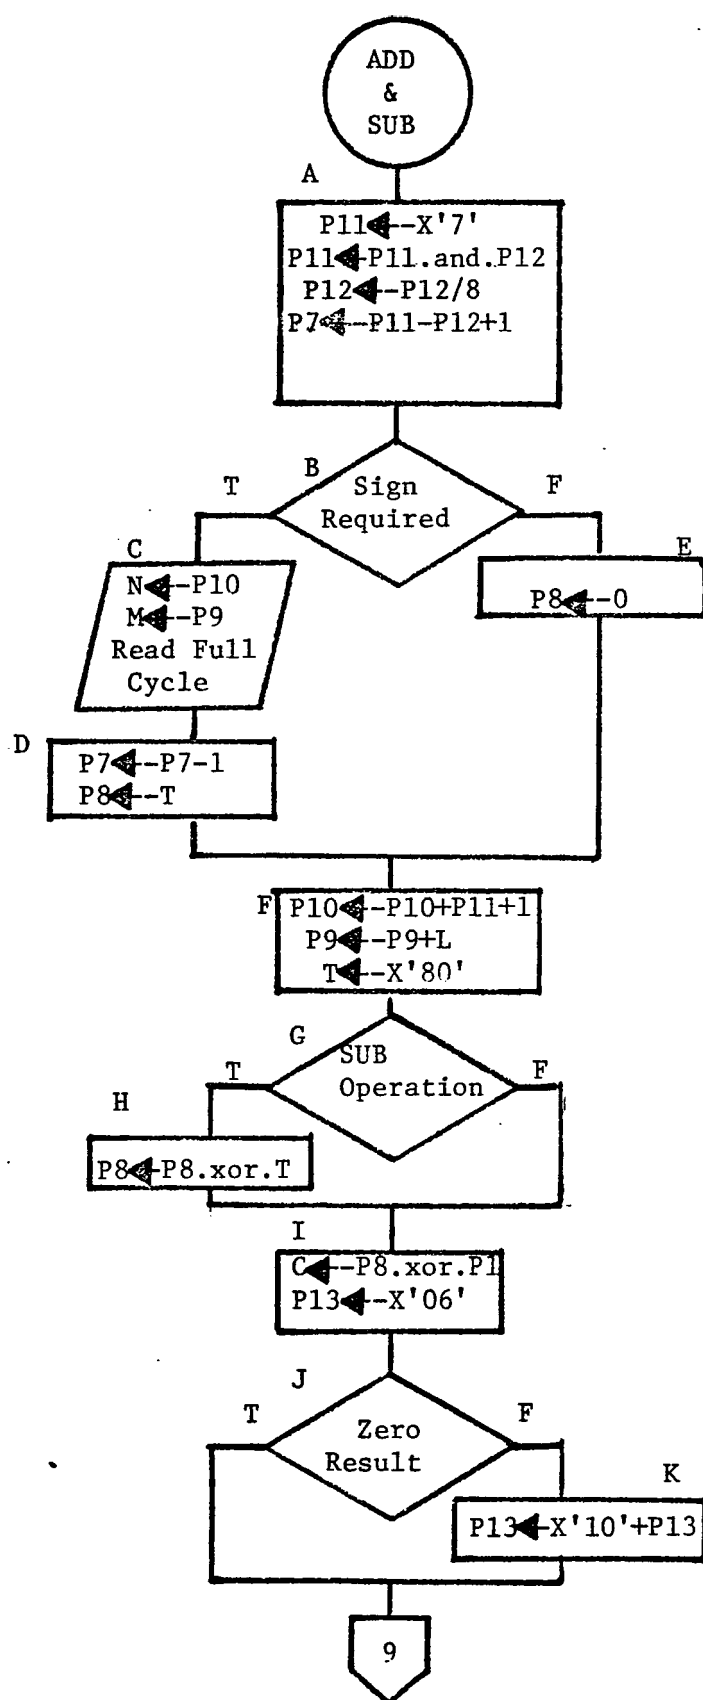 ADD
&
SUB
A
P11◄--X'7'
P11◄-P11.and.P12
P12◄--P12/8
P7◄--P11-P12+1
B
T
Sign
F
Required
C
E
N◄-P10
M◄-P9
Read Full
Cycle
P8◄--0
D
P7◄--P7-1
P8◄--T
F
P10◄--P10+P11+1
P9◄--P9+L
T◄--X'80'
G
SUB
T
Operation
F
H
P8◄-P8.xor.T
I
C◄--P8.xor.P1
P13◄--X'06'
J
T
Zero
F
Result
K
P13◄-X'10'+P13
9